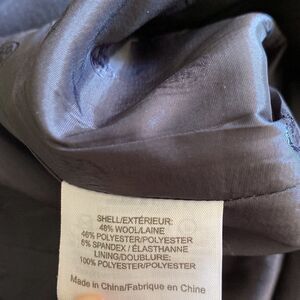 SHELL/EXTÉRIEUR:
48% WOOL/LAINE
46% POLYESTER/POLYESTER
6% SPANDEX / ÉLASTHANNE
LINING/DOUBLURE:
100% POLYESTER/POLYESTER
Made in China/Fabrique en Chine